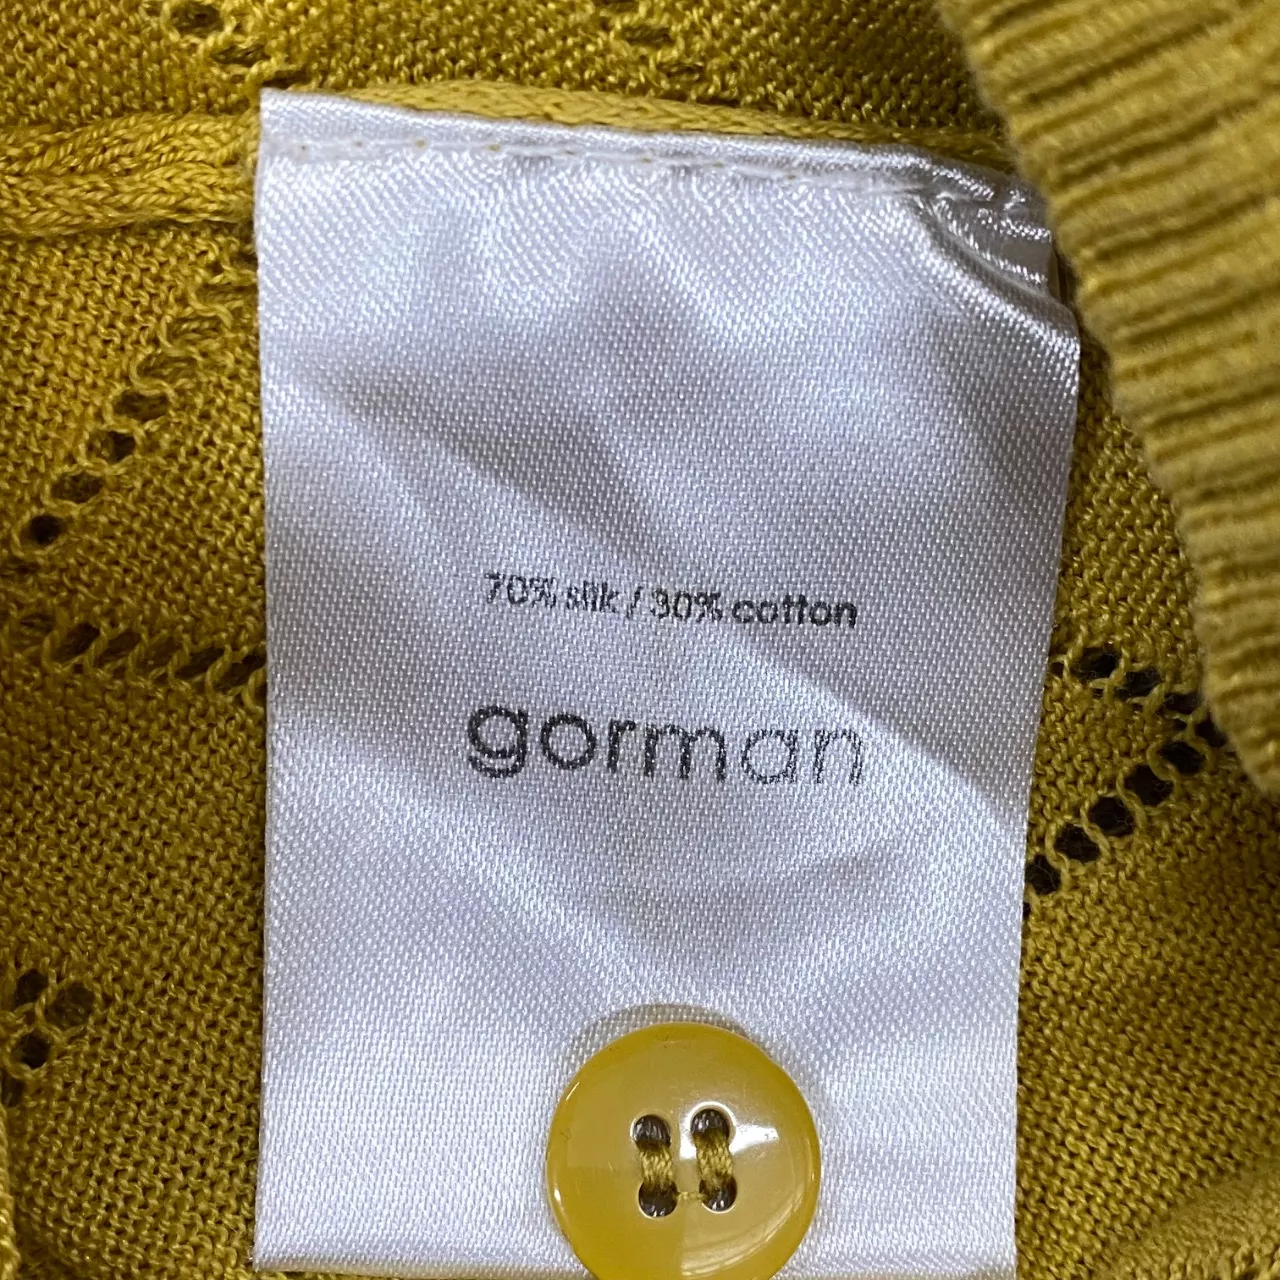 70% silk / 30% cotton
gorman